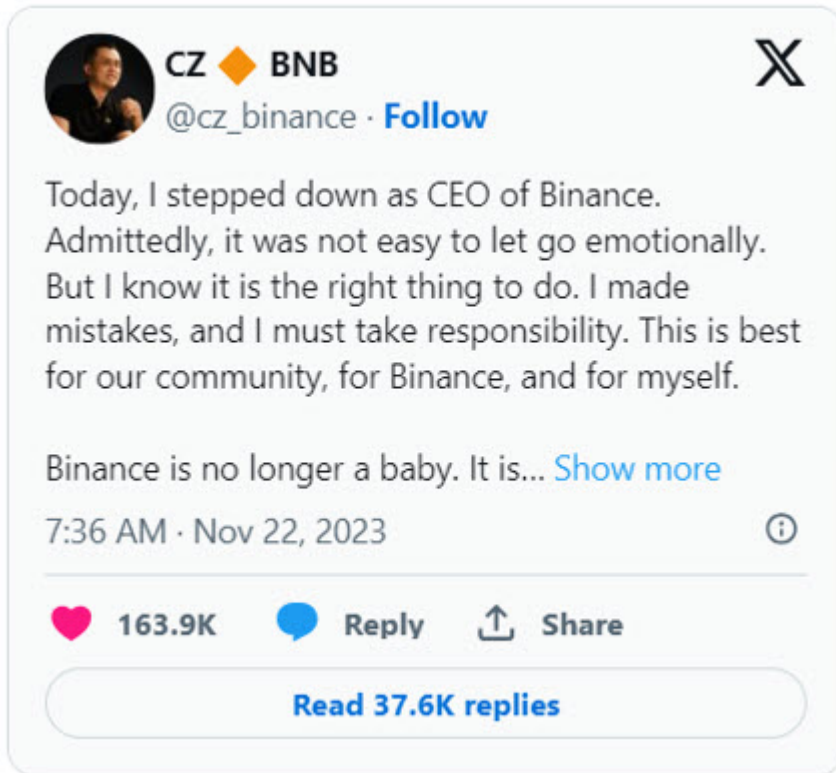 CZ 🔶 BNB
@cz_binance · Follow
Today, I stepped down as CEO of Binance.
Admittedly, it was not easy to let go emotionally.
But I know it is the right thing to do. I made
mistakes, and I must take responsibility. This is best
for our community, for Binance, and for myself.
Binance is no longer a baby. It is... Show more
7:36 AM · Nov 22, 2023
163.9K Reply Share
Read 37.6K replies